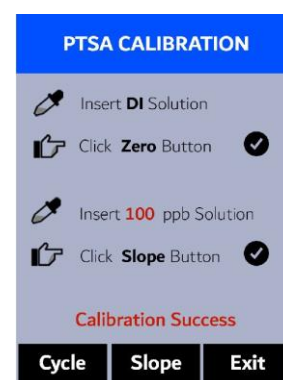 PTSA CALIBRATION
Insert DI Solution
Click Zero Button
Insert 100 ppb Solution
Click Slope Button
Calibration Success
Cycle Slope Exit